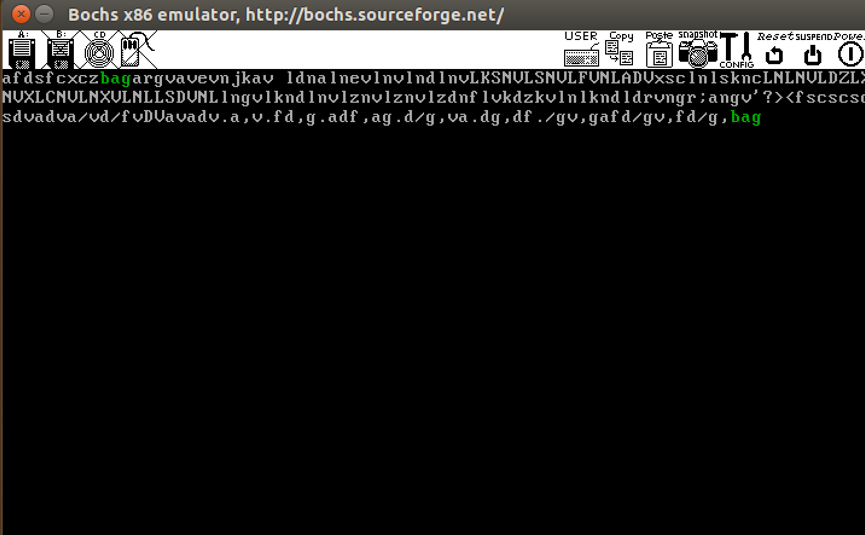 Bochs x86 emulator, http://bochs.sourceforge.net/
A: B: CD USER Copy Paste snapshot CONFIG Reset SUSPEND Power
afdsfcxczbagargvavevnjkav ldnalnevlnvlndlnvLKSNVLSNVLFVNLADVxsclnlskncLNLNVLDZLX
NVXLCNVLNXVLNLLSDVNLlngvlkndlnvlznvlznvlzdnflvkdzkvlnlkndldrvngr;angv'?><fscscsc
sdvadva/vd/fvDVavadv.a,v.fd,g.adf,ag.d/g,va.dg,df./gv,gafd/gv,fd/g,bag